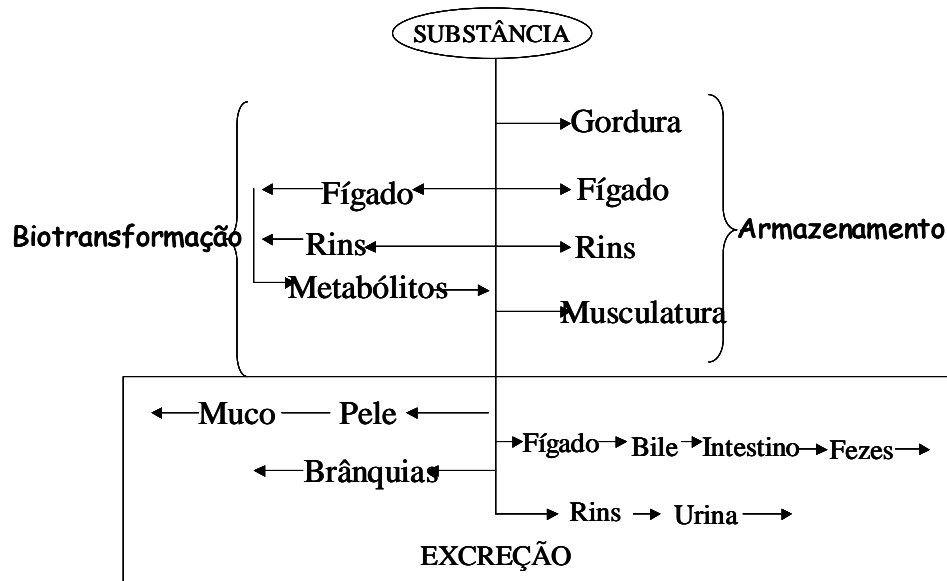 SUBSTÂNCIA
Gordura
Fígado
Fígado
Biotransformação
Armazenamento
Rins
Rins
Metabólitos
Musculatura
Muco
Pele
Fígado
Bile
Intestino
Fezes
Brânquias
Rins
Urina
EXCREÇÃO